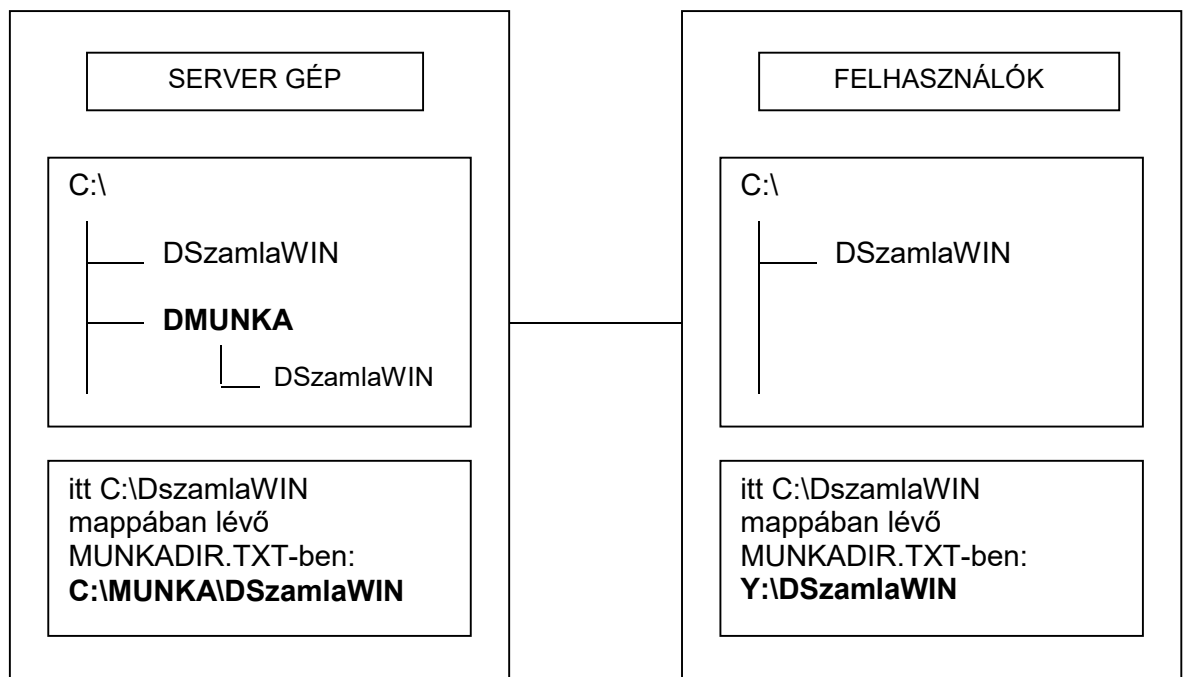 SERVER GÉP
C:\
DSzamlaWIN
DMUNKA
DSzamlaWIN
itt C:\DszamlaWIN
mappában lévő
MUNKADIR.TXT-ben:
C:\MUNKA\DSzamlaWIN
FELHASZNÁLÓK
C:\
DSzamlaWIN
itt C:\DszamlaWIN
mappában lévő
MUNKADIR.TXT-ben:
Y:\DSzamlaWIN